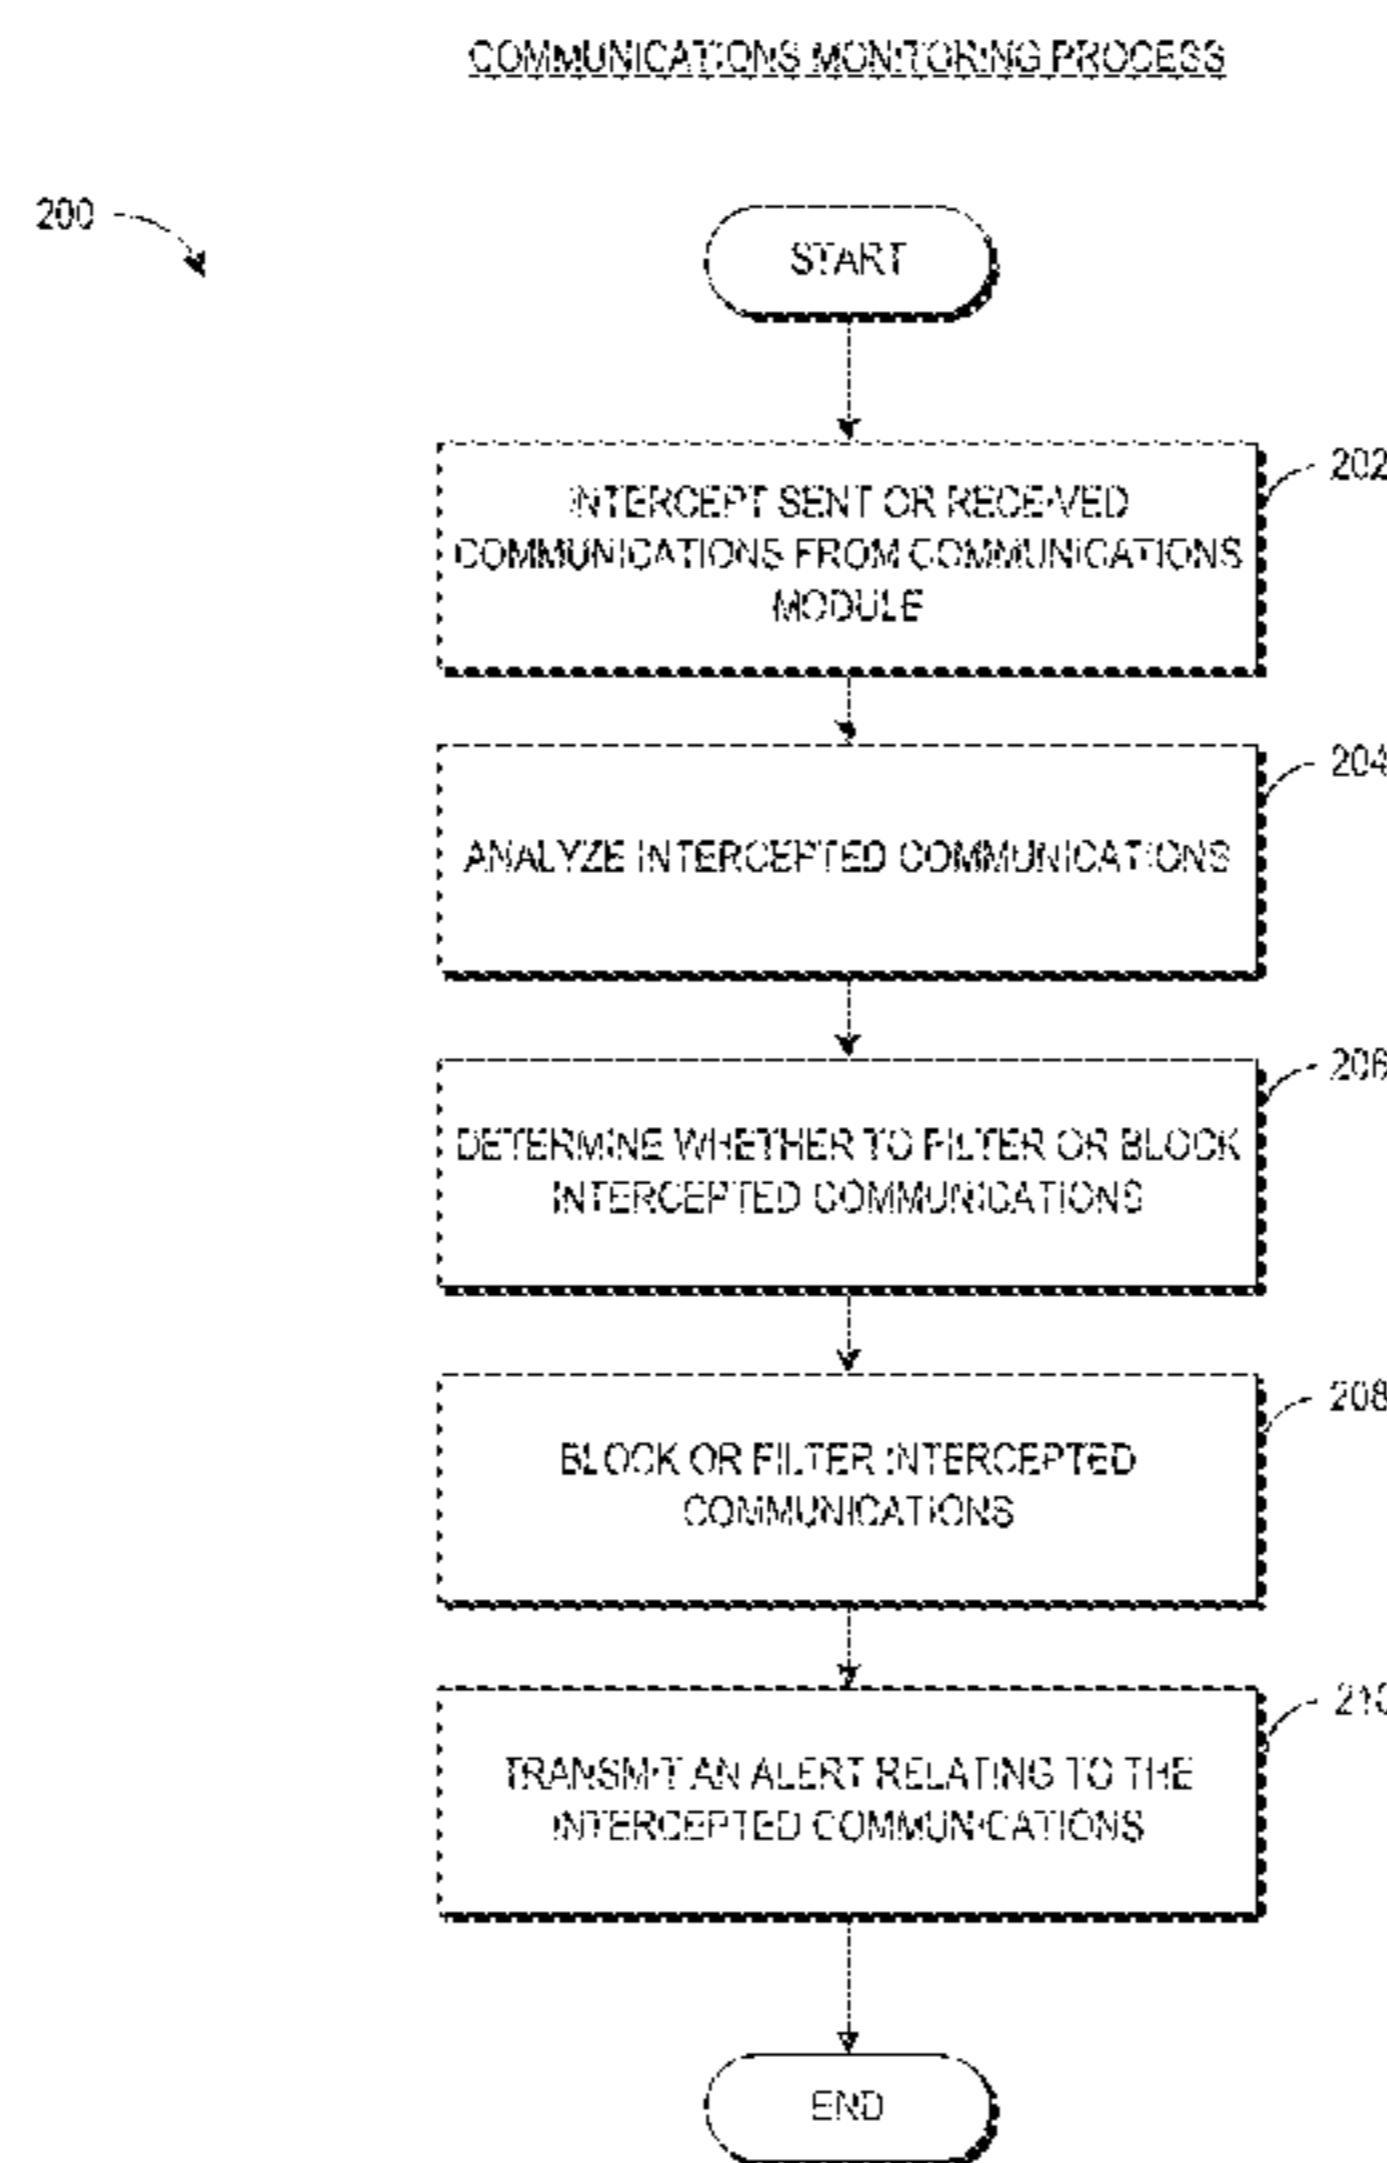 COMMUNICATIONS MONITORING PROCESS
200
START
202
INTERCEPT SENT OR RECEIVED
COMMUNICATIONS FROM COMMUNICATIONS
MODULE
204
ANALYZE INTERCEPTED COMMUNICATIONS
206
DETERMINE WHETHER TO FILTER OR BLOCK
INTERCEPTED COMMUNICATIONS
208
BLOCK OR FILTER INTERCEPTED
COMMUNICATIONS
210
TRANSMIT AN ALERT RELATING TO THE
INTERCEPTED COMMUNICATIONS
END